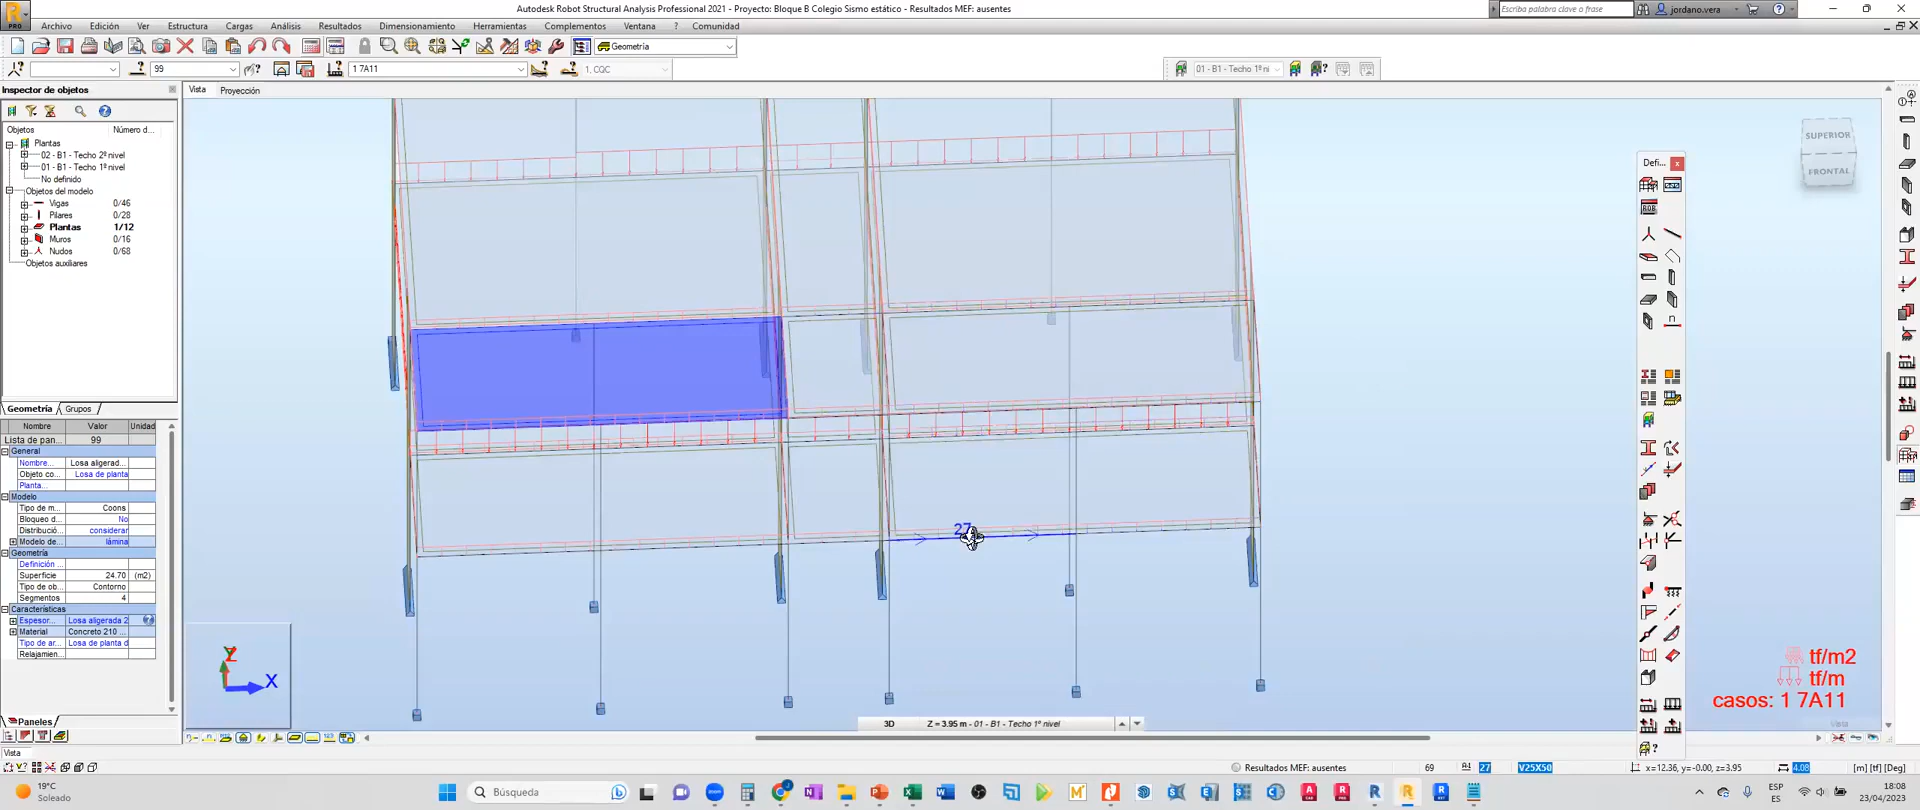 Autodesk Robot Structural Analysis Professional 2021 - Proyecto: Bloque B Colegio Sismo estático - Resultados MEF: ausentes
Escriba palabra clave o frase
jordano.vera
PRO
Archivo Edición Ver Estructura Cargas Análisis Resultados Dimensionamiento Herramientas Complementos Ventana ? Comunidad
Geometría
99
1 7A11
1. CQC
01 - B1 - Techo 1º ni
Inspector de objetos
Vista Proyección
Objetos Número d...
Plantas
02 - B1 - Techo 2º nivel
01 - B1 - Techo 1º nivel
No definido
Objetos del modelo
Vigas 0/46
Pilares 0/28
Plantas 1/12
Muros 0/16
Nudos 0/68
Objetos auxiliares
Geometría Grupos
Nombre Valor Unidad
Lista de pan... 99
General
Nombre... Losa aligerad...
Objeto co... Losa de planta
Planta...
Modelo
Tipo de m... Coons
Bloqueo d... No
Distribució... considerar
Modelo de... lámina
Geometría
Definición ...
Superficie 24.70 (m2)
Tipo de ob... Contorno
Segmentos 4
Características
Espesor... Losa aligerada 2
Material Concreto 210 ...
Tipo de ar... Losa de planta d
Relajamien...
Paneles
Vista
SUPERIOR
FRONTAL
Defi...
27
Y
Z
X
tf/m2
tf/m
casos: 1 7A11
Vista
3D Z = 3.95 m - 01 - B1 - Techo 1º nivel
Resultados MEF: ausentes 69 27 V25X50 x=12.36, y=-0.00, z=3.95 4.08 [m] [tf] [Deg]
19°C
Soleado
Búsqueda
ESP
ES
18:08
23/04/2023